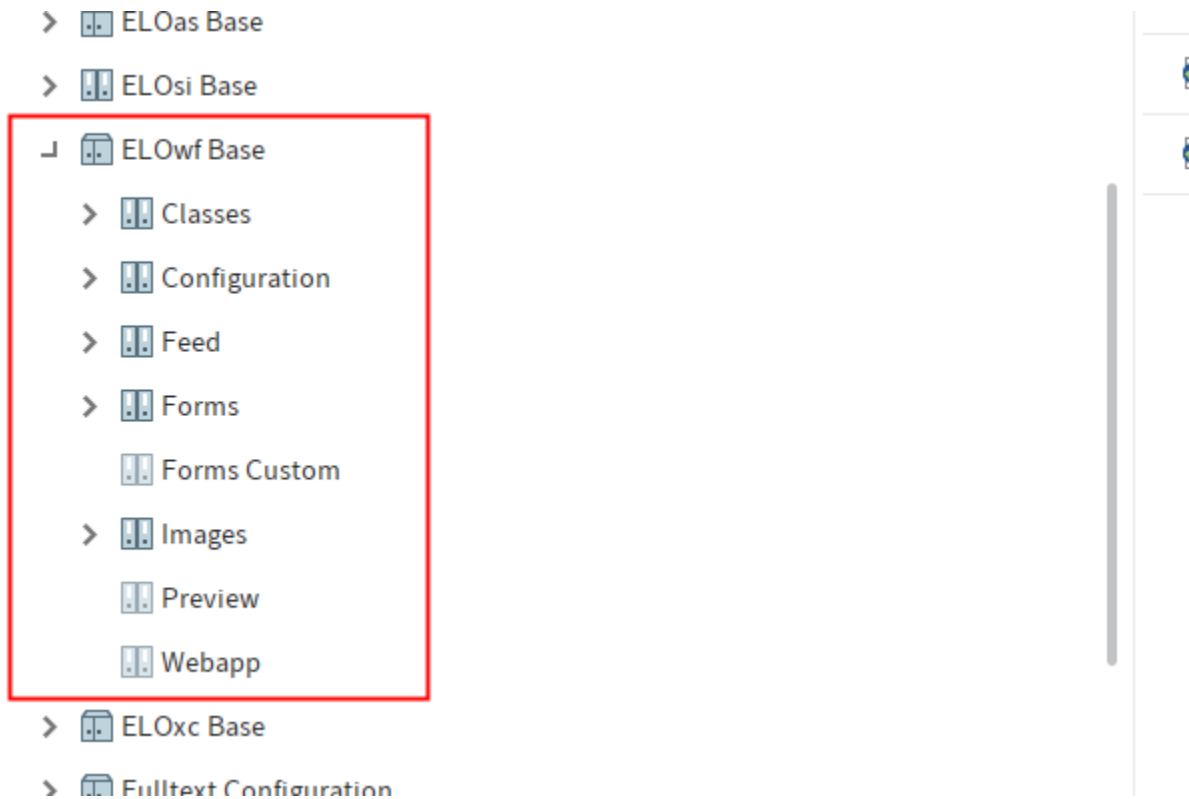 ELOas Base
ELOsi Base
ELOwf Base
Classes
Configuration
Feed
Forms
Forms Custom
Images
Preview
Webapp
ELOxc Base
Fulltext Configuration